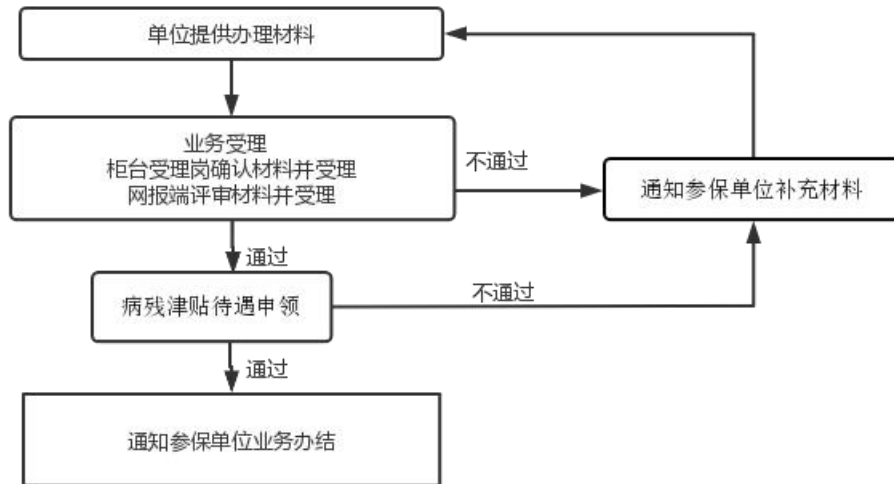 单位提供办理材料
业务受理
柜台受理岗确认材料并受理
网报端评审材料并受理
不通过
通知参保单位补充材料
通过
病残津贴待遇申领
不通过
通过
通知参保单位业务办结